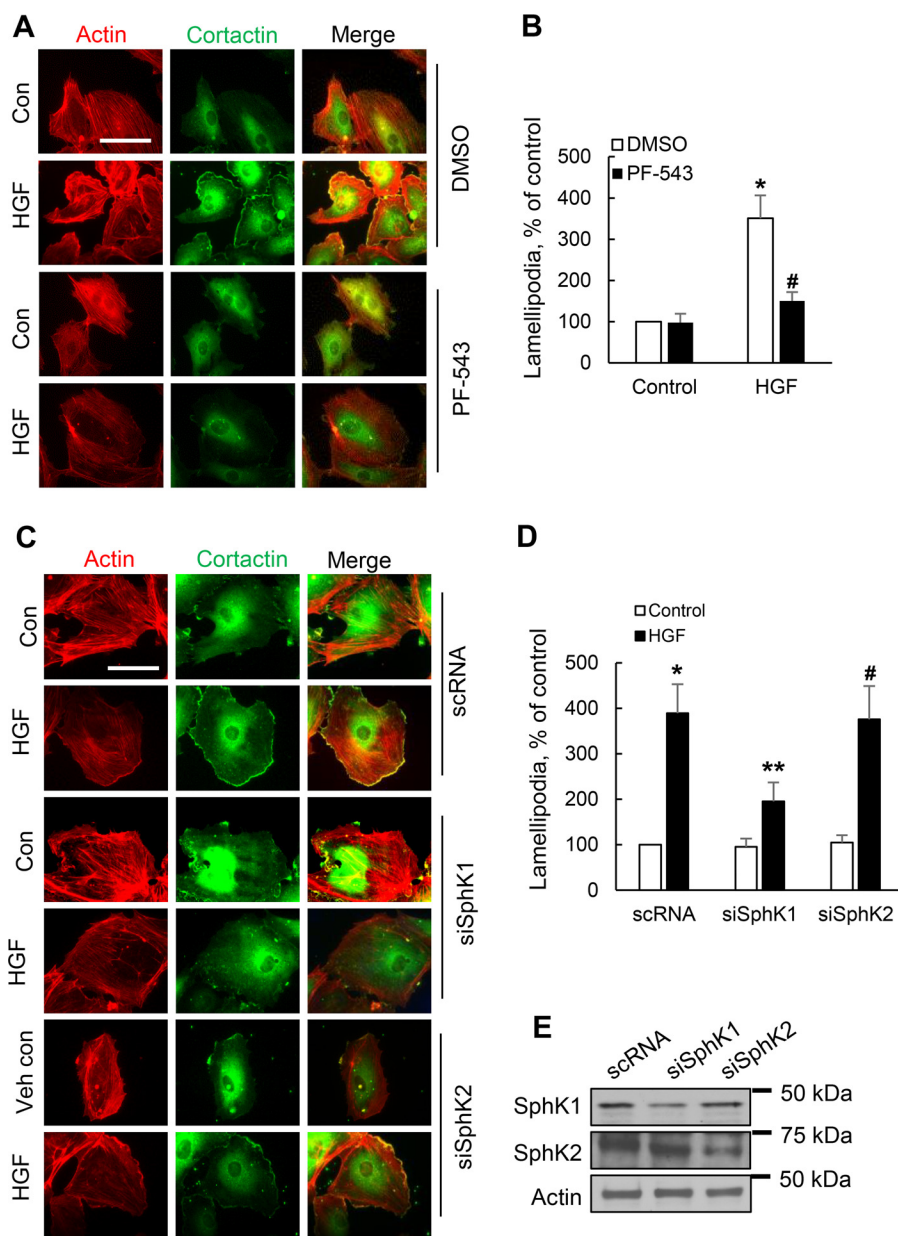 A
Actin Cortactin Merge
Con
HGF
DMSO
Con
HGF
PF-543
B
DMSO
PF-543
Lamellipodia, % of control
500
400
300
200
100
0
*
#
Control HGF
C
Actin Cortactin Merge
Con
HGF
scRNA
Con
HGF
siSphK1
Veh con
HGF
siSphK2
D
Control
HGF
Lamellipodia, % of control
500
400
300
200
100
0
*
**
#
scRNA siSphK1 siSphK2
E
scRNA siSphK1 siSphK2
SphK1 50 kDa
SphK2 75 kDa
Actin 50 kDa